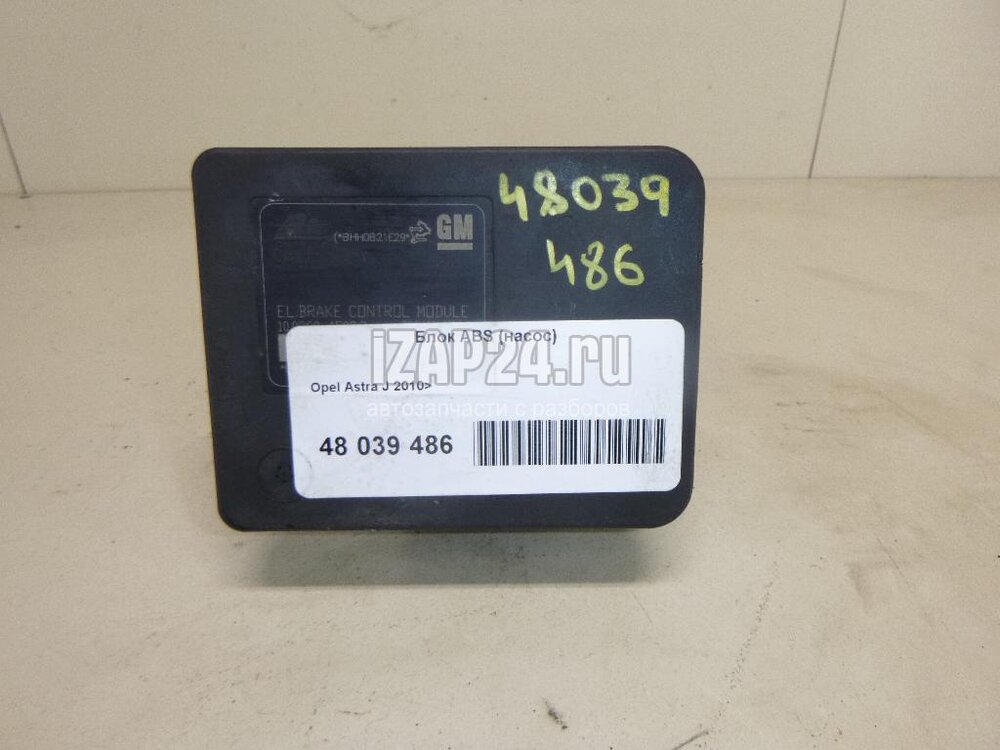 48039
486
GM
EL.BRAKE CONTROL MODULE
Блок ABS (насос)
iZAP24.ru
Opel Astra J 2010>
автозапчасти с разборов
48 039 486